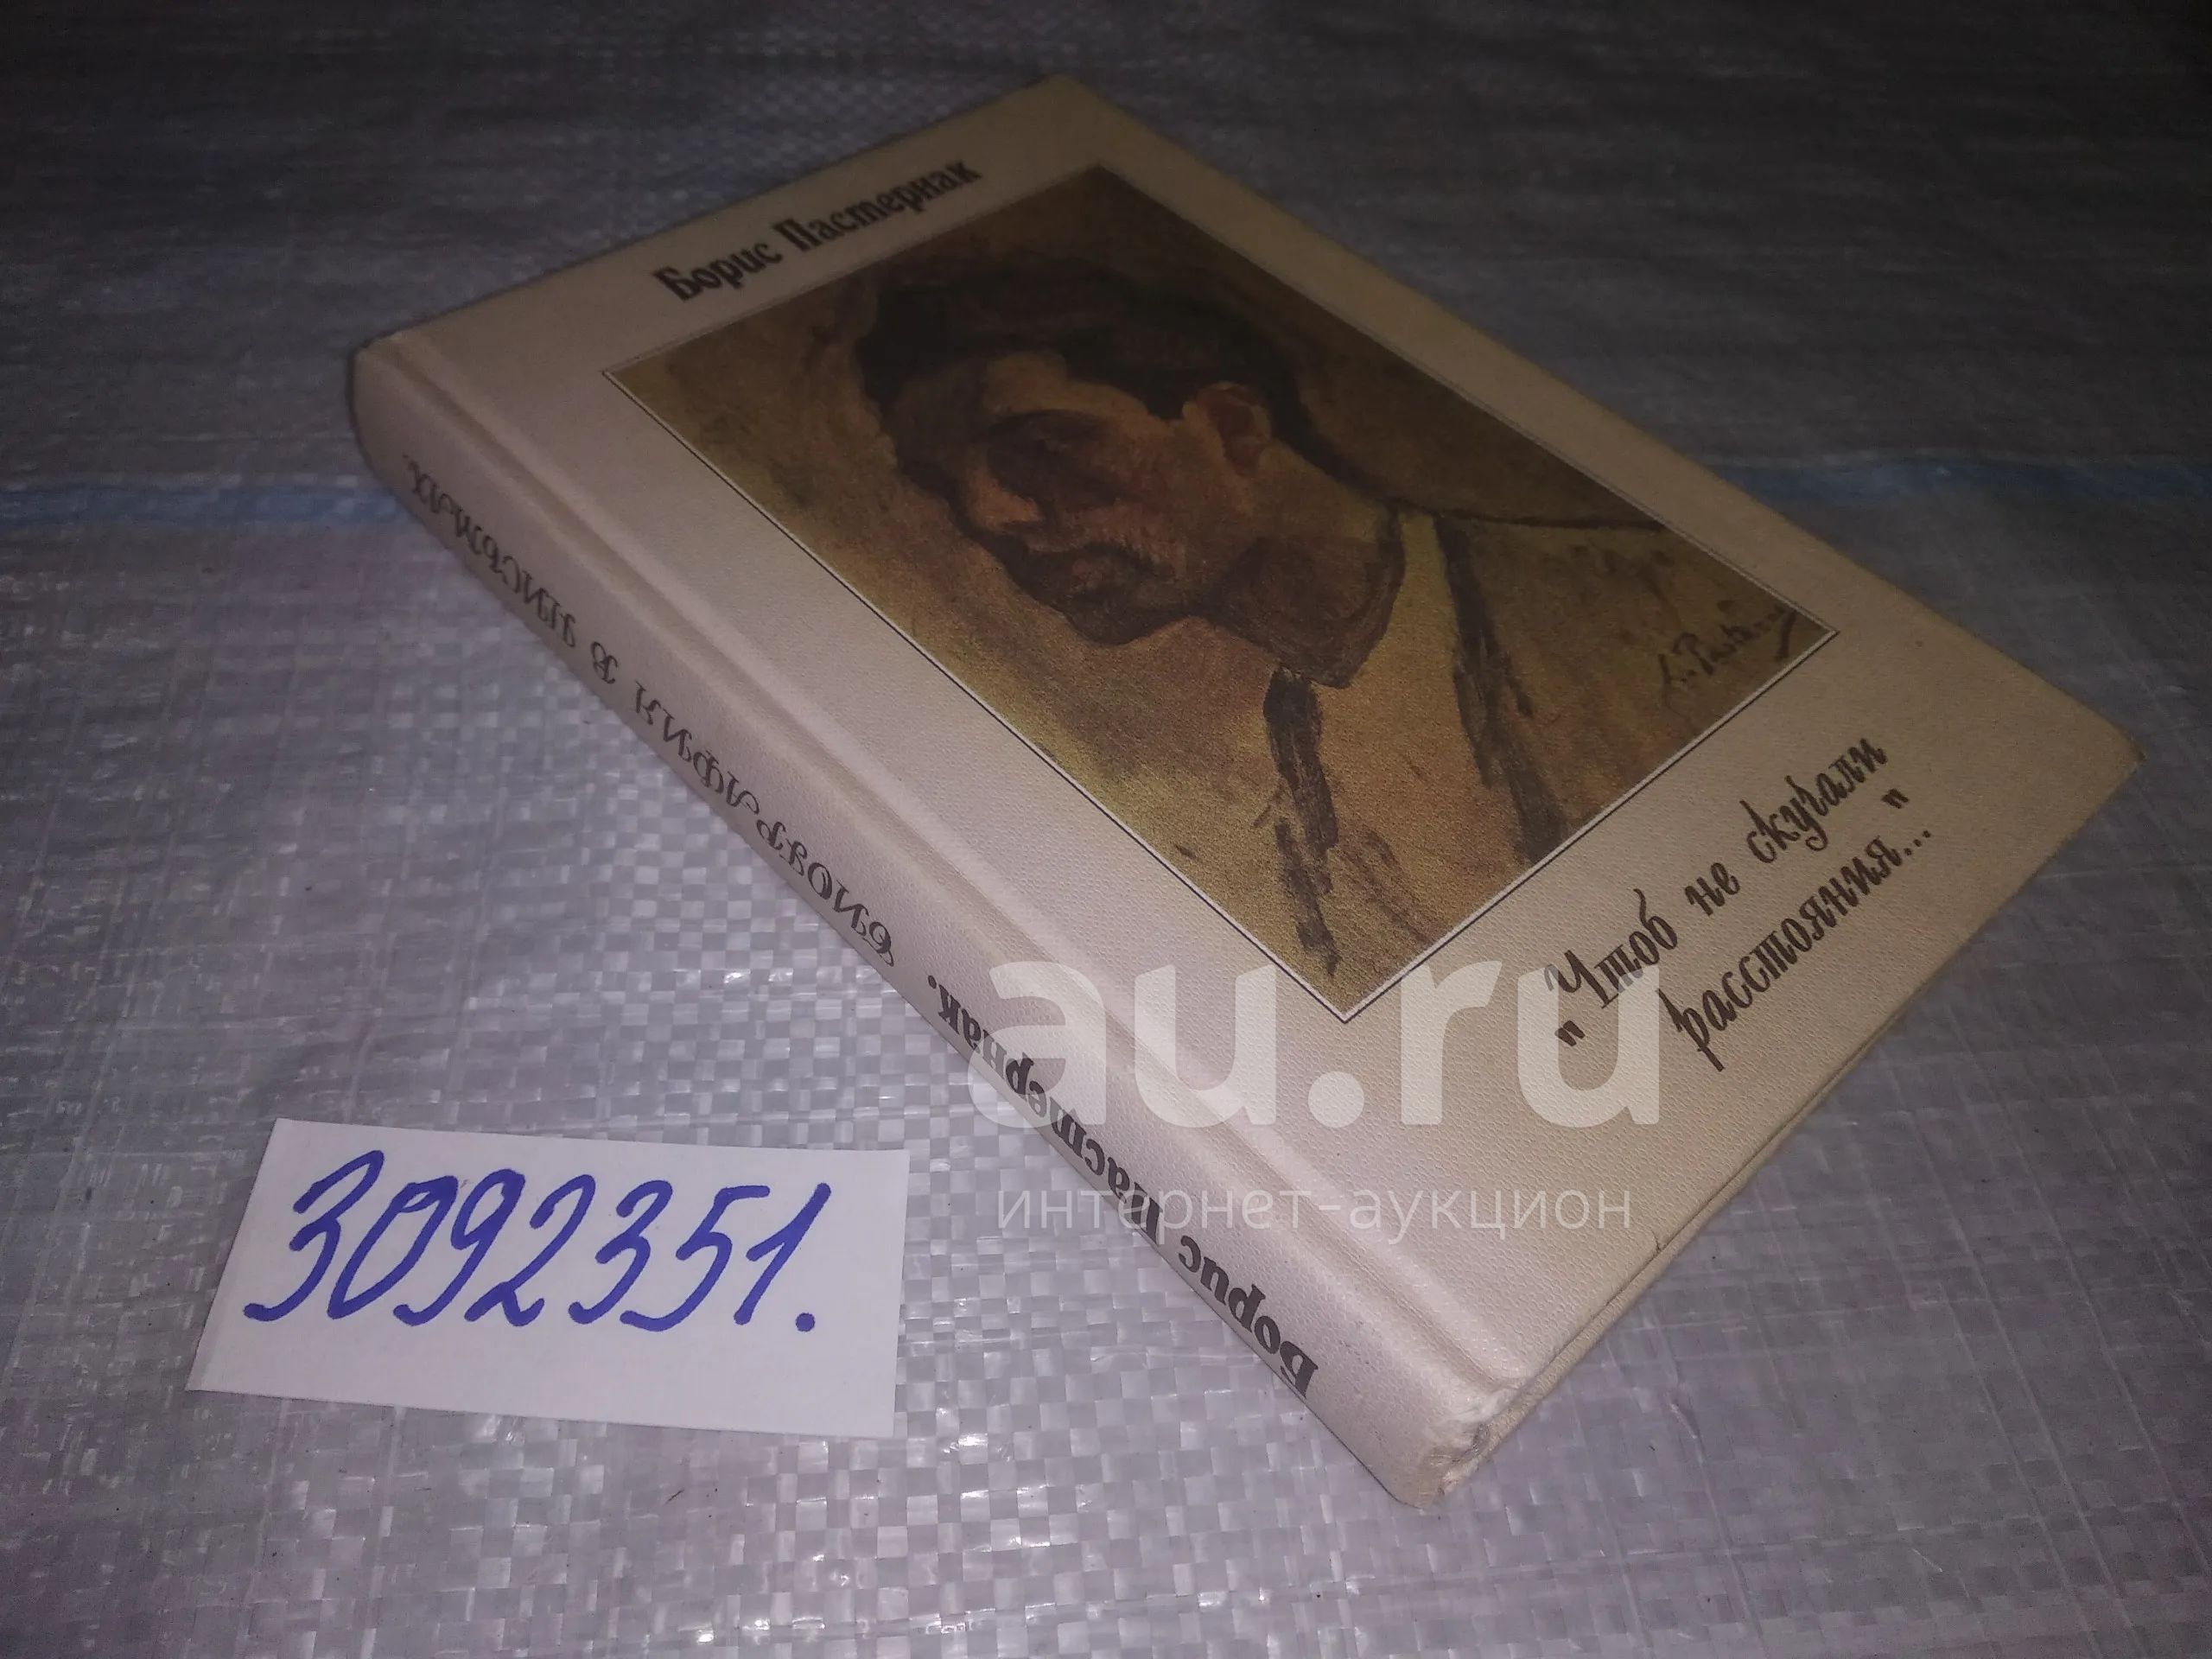 Борис Пастернак
"Чтоб не скучали
расстояния"...
Борис Пастернак. Биография в письмах.
3092351.
au.ru
интернет-аукцион